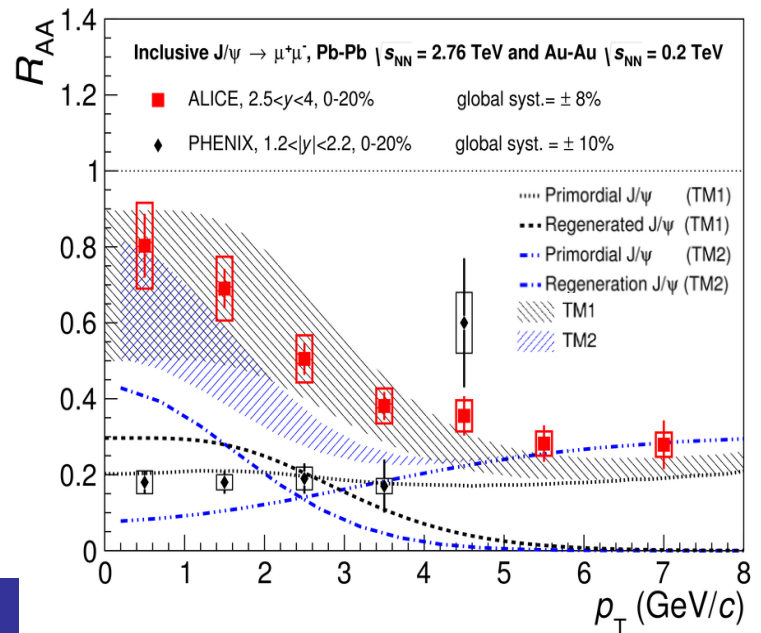 R_AA
1.4
1.2
1
0.8
0.6
0.4
0.2
0
Inclusive J/ψ → μ⁺μ⁻, Pb-Pb √s_NN = 2.76 TeV and Au-Au √s_NN = 0.2 TeV
ALICE, 2.5<y<4, 0-20% global syst.= ± 8%
PHENIX, 1.2<|y|<2.2, 0-20% global syst. = ± 10%
Primordial J/ψ (TM1)
Regenerated J/ψ (TM1)
Primordial J/ψ (TM2)
Regeneration J/ψ (TM2)
TM1
TM2
0 1 2 3 4 5 6 7 8
p_T (GeV/c)